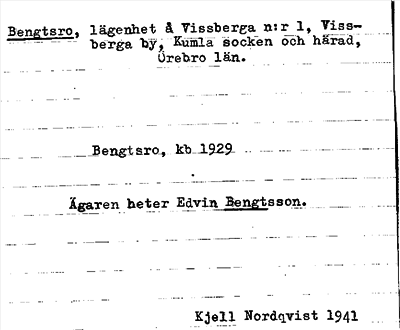 Bengtsro, lägenhet å Vissberga n:r 1, Viss-
berga by, Kumla socken och härad,
Örebro län.
Bengtsro, kb 1929
Ägaren heter Edvin Bengtsson.
Kjell Nordqvist 1941